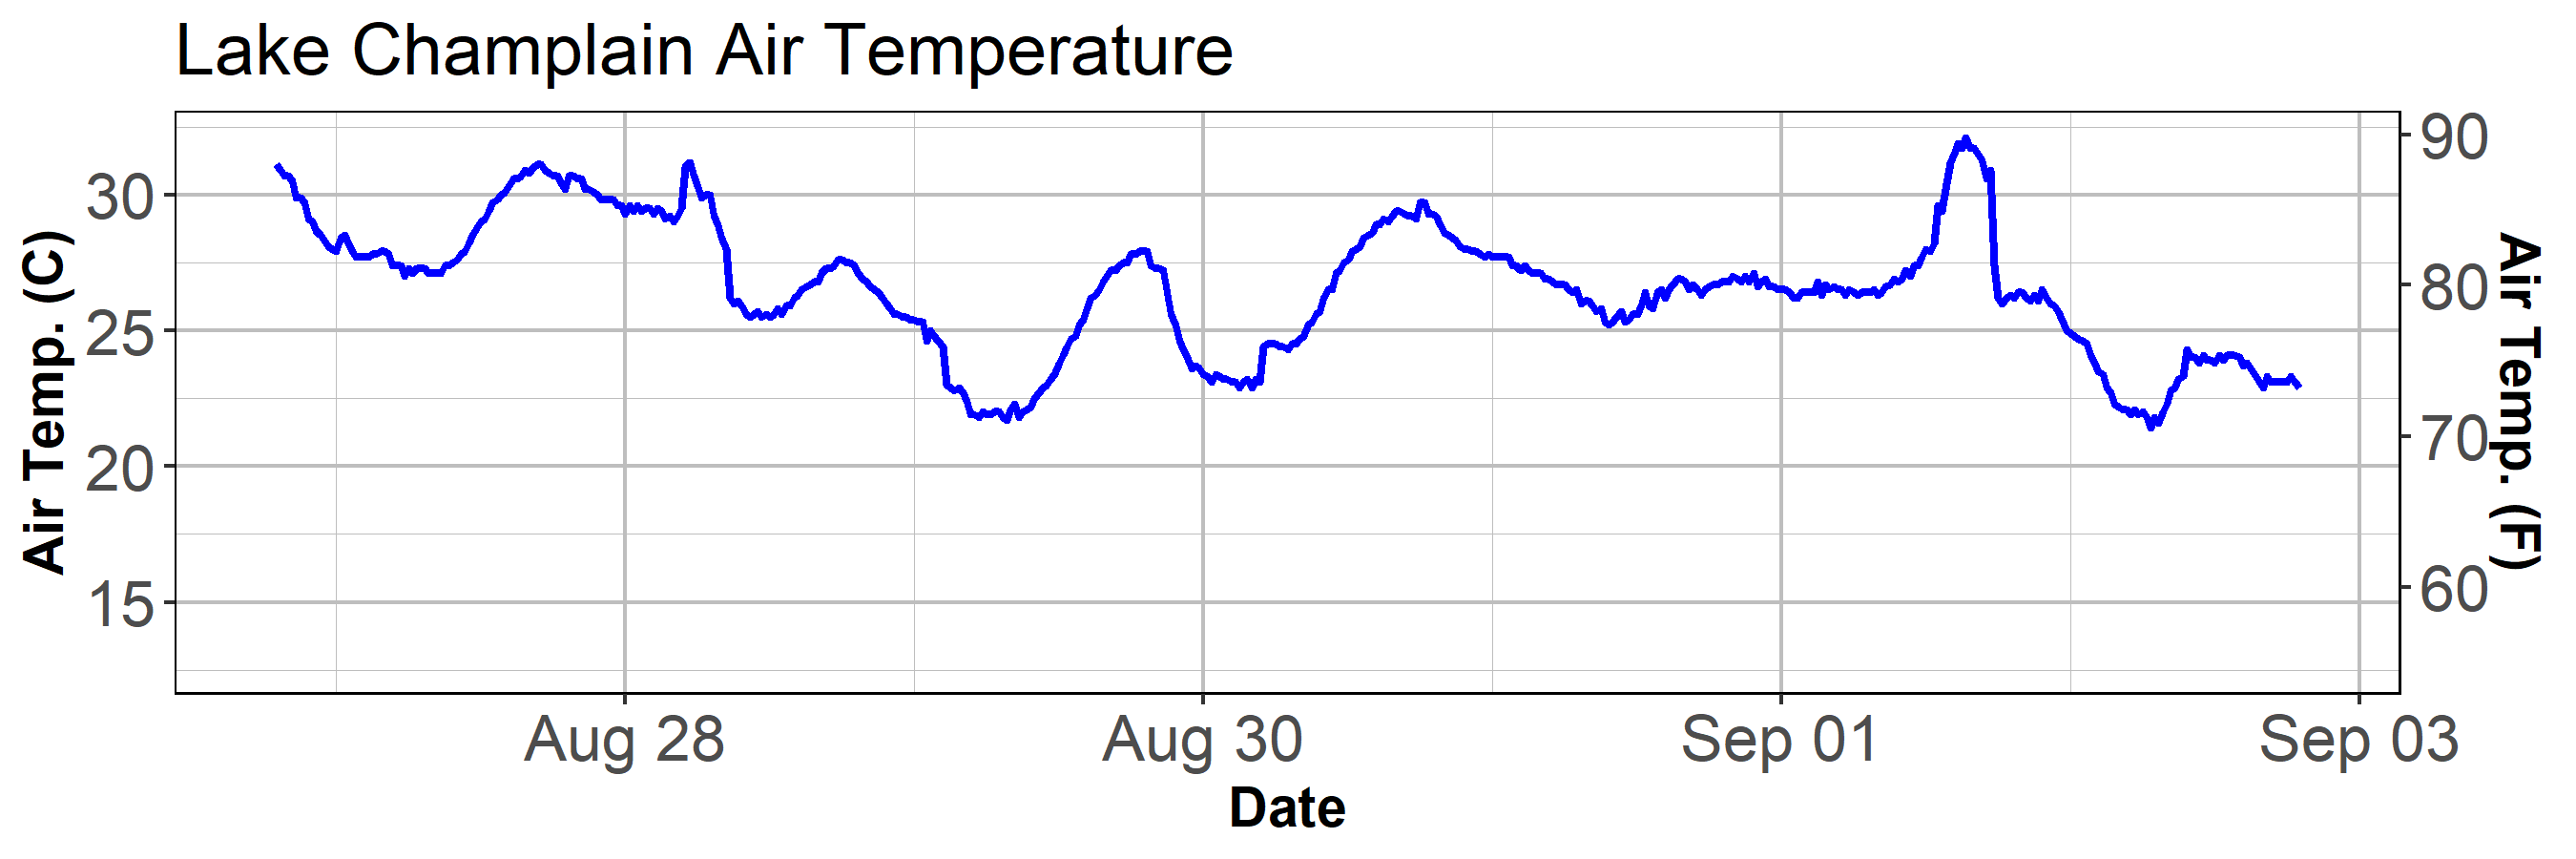 Lake Champlain Air Temperature
Air Temp. (C)
30
25
20
15
90
80
70
60
Air Temp. (F)
Aug 28
Aug 30
Sep 01
Sep 03
Date